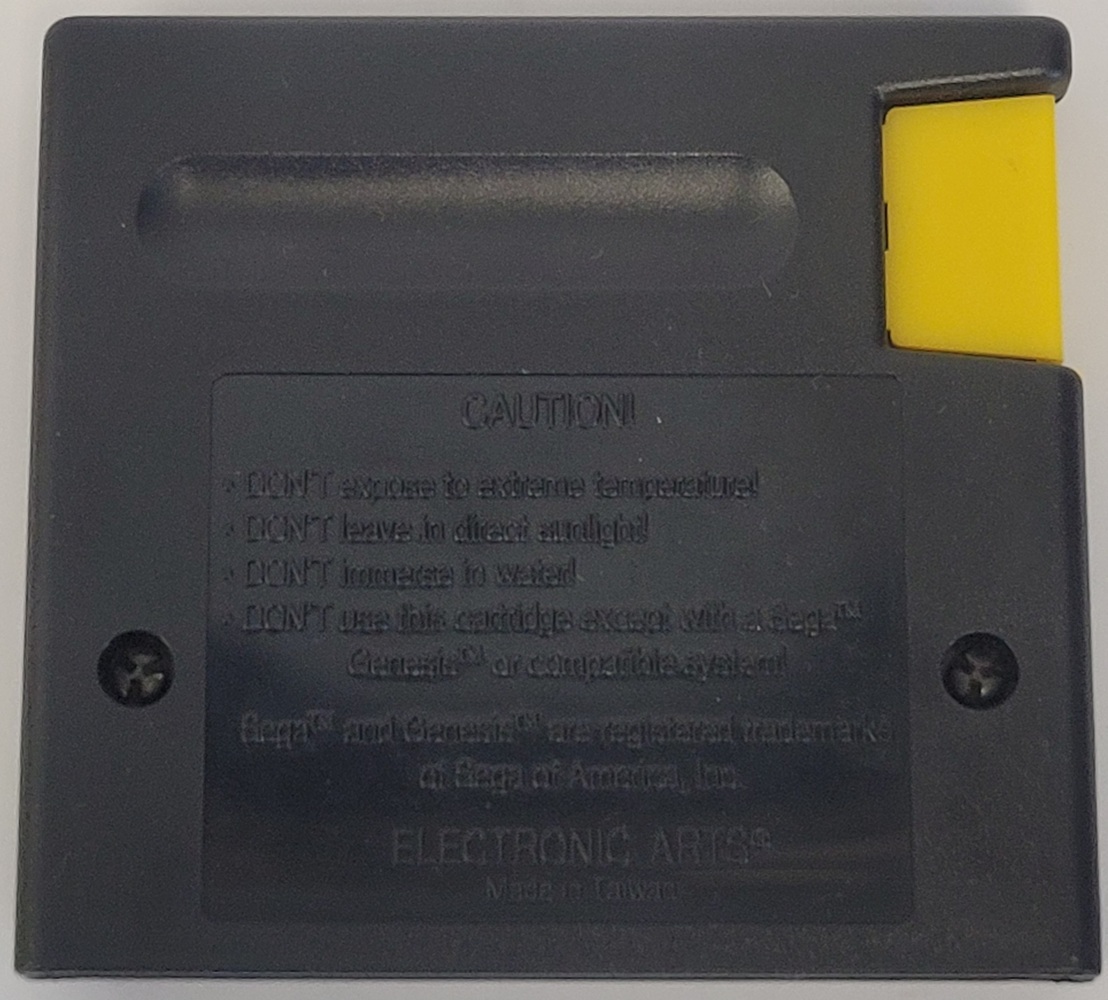 CAUTION!
• DON'T expose to extreme temperature!
• DON'T leave in direct sunlight!
• DON'T immerse in water!
• DON'T use this cartridge except with a Sega™
Genesis™ or compatible system!
Sega™ and Genesis™ are registered trademarks
of Sega of America, Inc.
ELECTRONIC ARTS®
Made in Taiwan